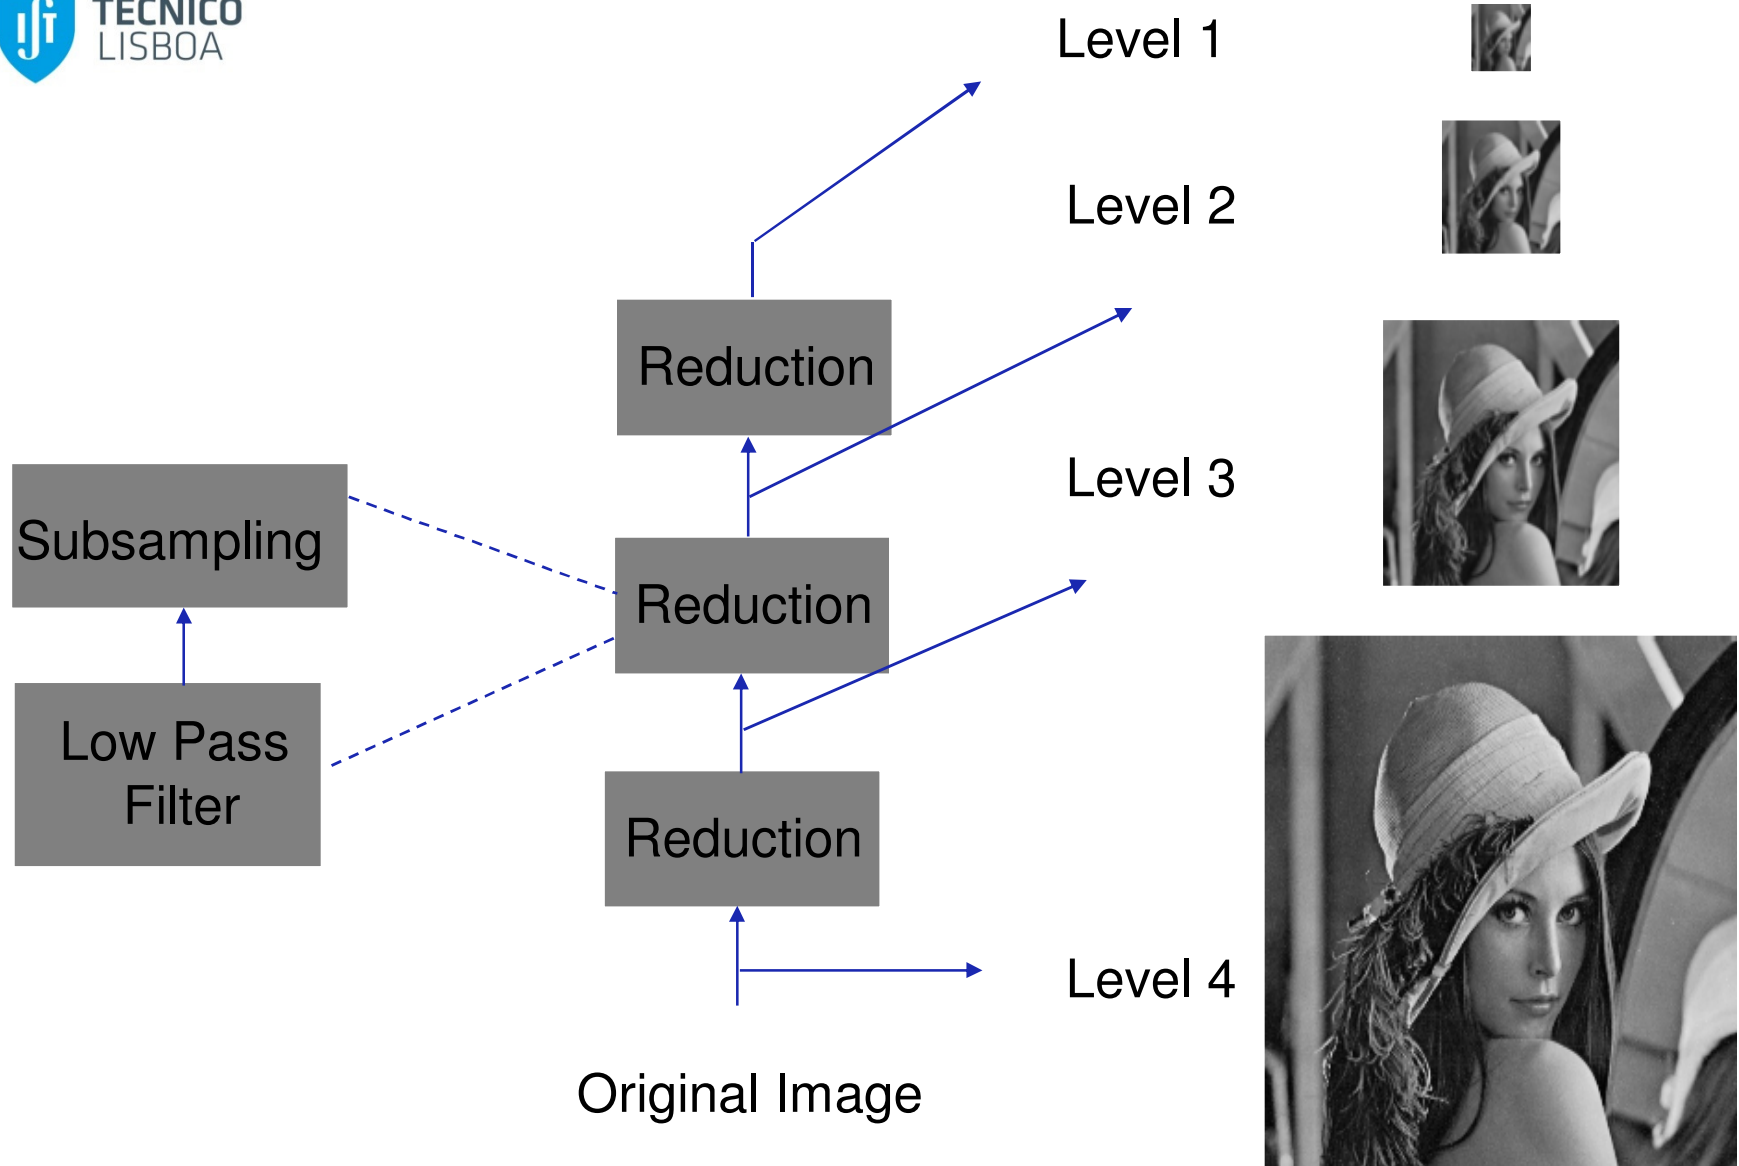 TÉCNICO
LISBOA
Level 1
Level 2
Reduction
Level 3
Subsampling
Reduction
Low Pass
Filter
Reduction
Level 4
Original Image